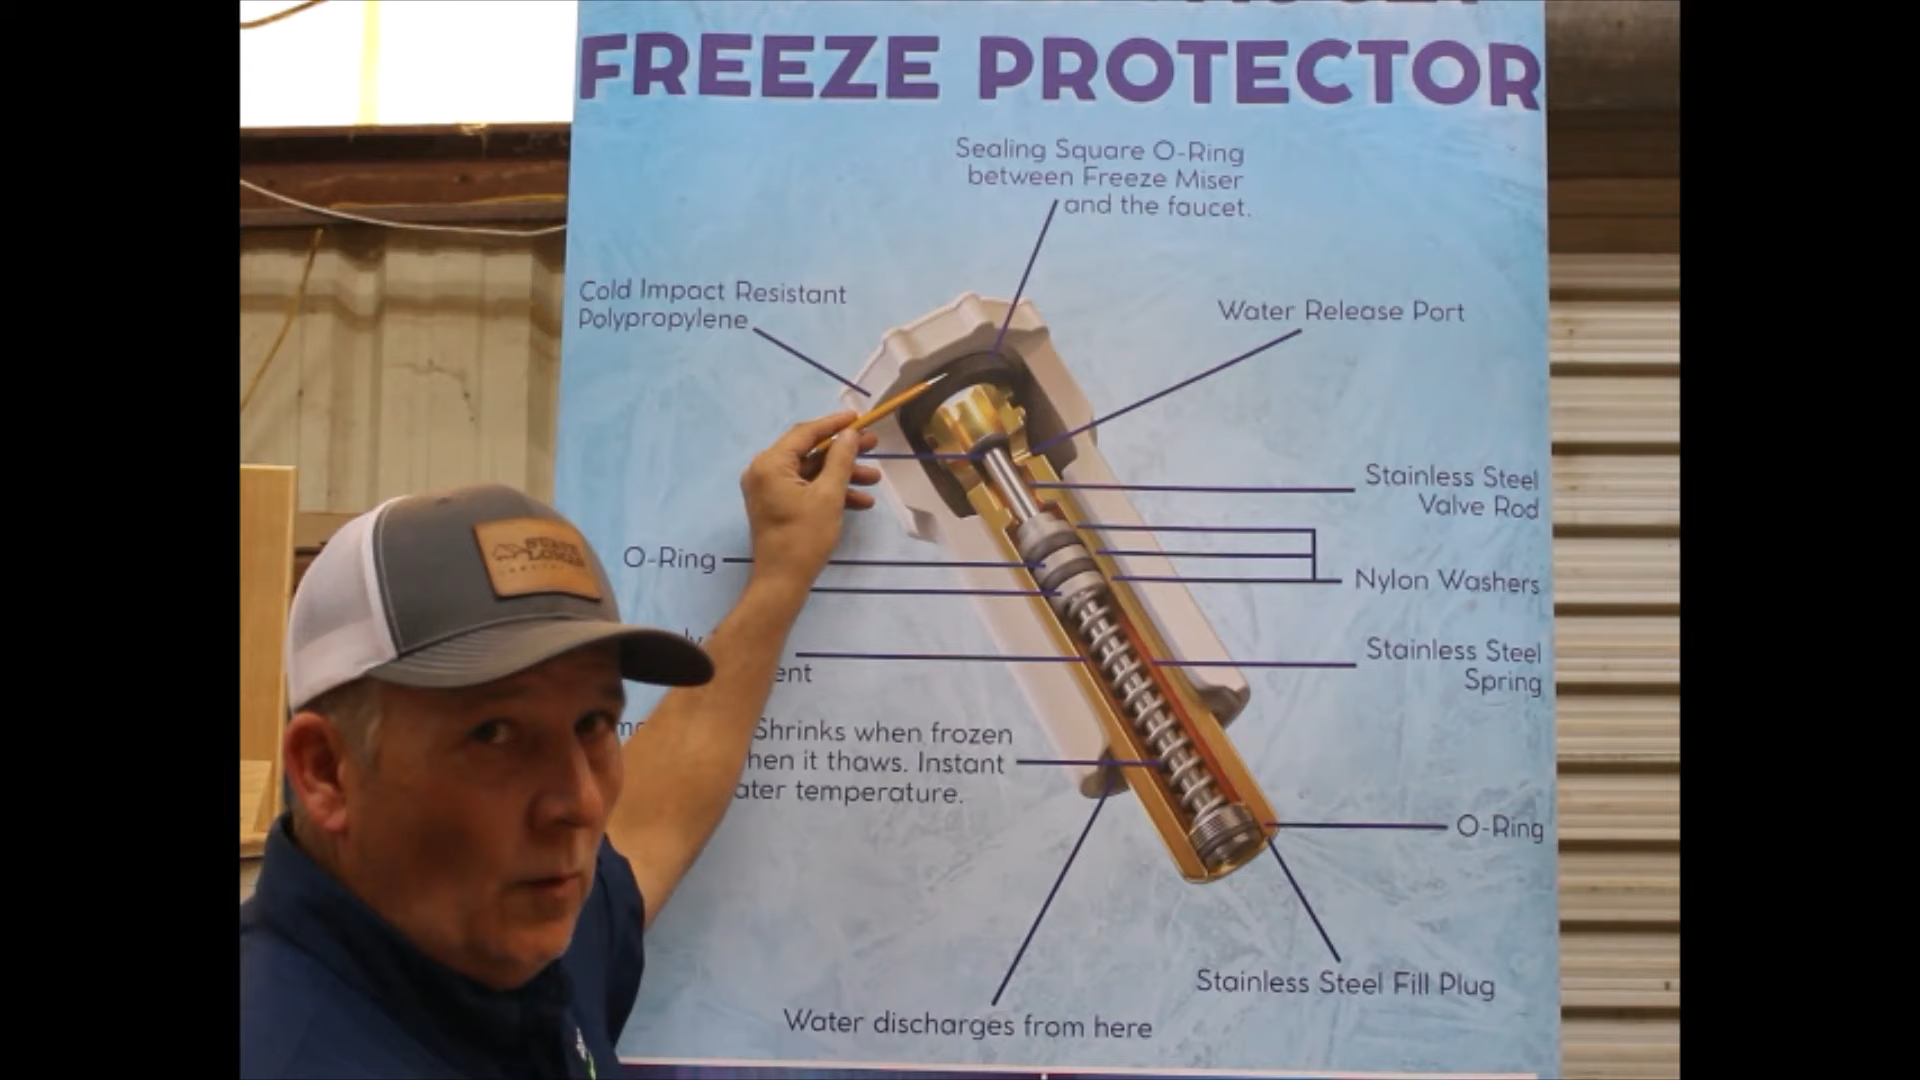 FREEZE PROTECTOR
Sealing Square O-Ring
between Freeze Miser
and the faucet.
Cold Impact Resistant
Polypropylene
Water Release Port
Stainless Steel
Valve Rod
O-Ring
Nylon Washers
Stainless Steel
Spring
Shrinks when frozen
hen it thaws. Instant
ater temperature.
O-Ring
Stainless Steel Fill Plug
Water discharges from here